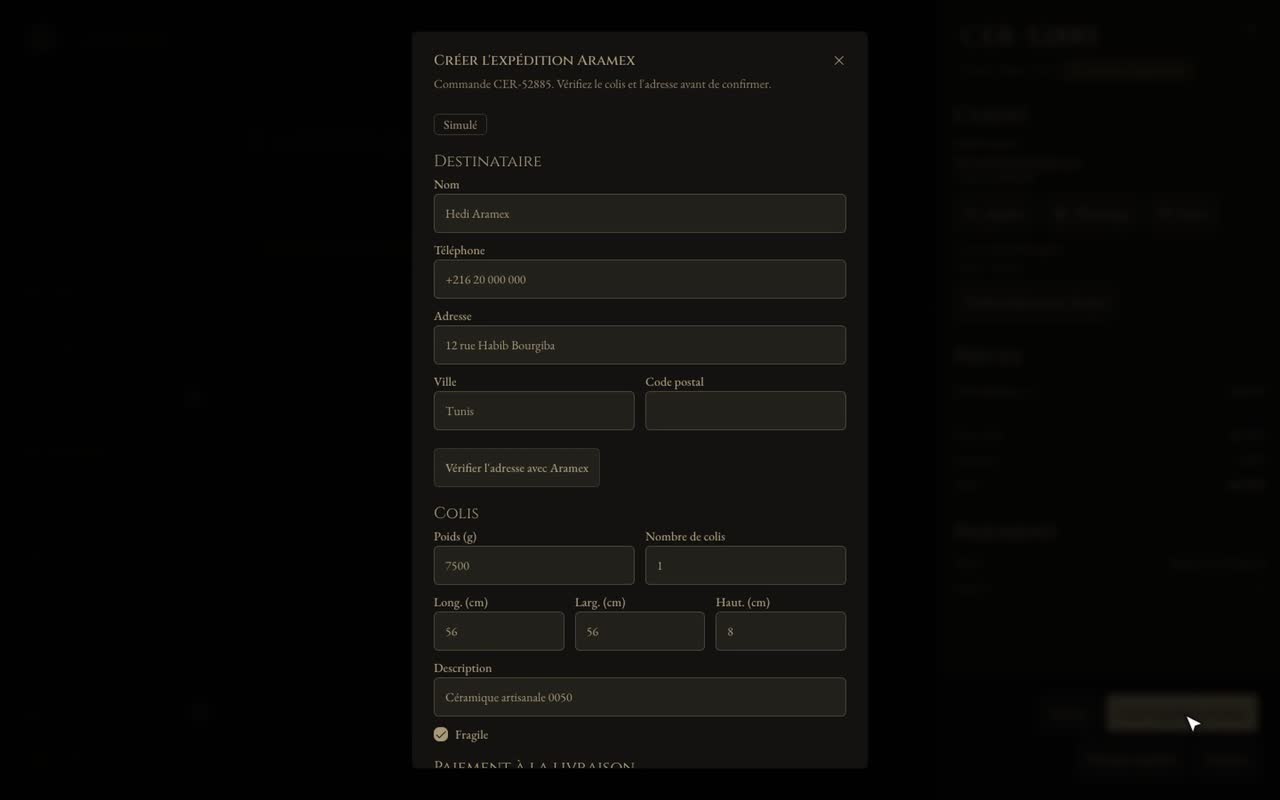 Créer l'expédition Aramex
Commande CER-52885. Vérifiez le colis et l'adresse avant de confirmer.
Simulé
Destinataire
Nom
Hedi Aramex
Téléphone
+216 20 000 000
Adresse
12 rue Habib Bourgiba
Ville
Code postal
Tunis
Vérifier l'adresse avec Aramex
Colis
Poids (g)
Nombre de colis
7500
1
Long. (cm)
Larg. (cm)
Haut. (cm)
56
56
8
Description
Céramique artisanale 0050
Fragile
Paiement à la livraison